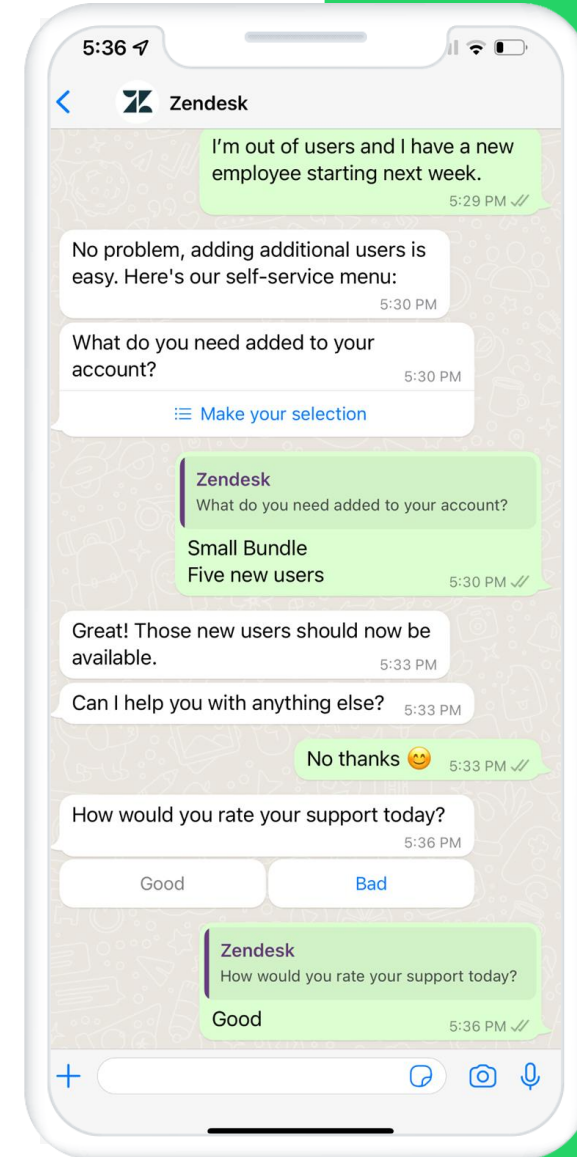 5:36
Zendesk
I'm out of users and I have a new
employee starting next week.
5:29 PM
No problem, adding additional users is
easy. Here's our self-service menu:
5:30 PM
What do you need added to your
account?
5:30 PM
Make your selection
Zendesk
What do you need added to your account?
Small Bundle
Five new users
5:30 PM
Great! Those new users should now be
available.
5:33 PM
Can I help you with anything else?
5:33 PM
No thanks 😊
5:33 PM
How would you rate your support today?
5:36 PM
Good
Bad
Zendesk
How would you rate your support today?
Good
5:36 PM